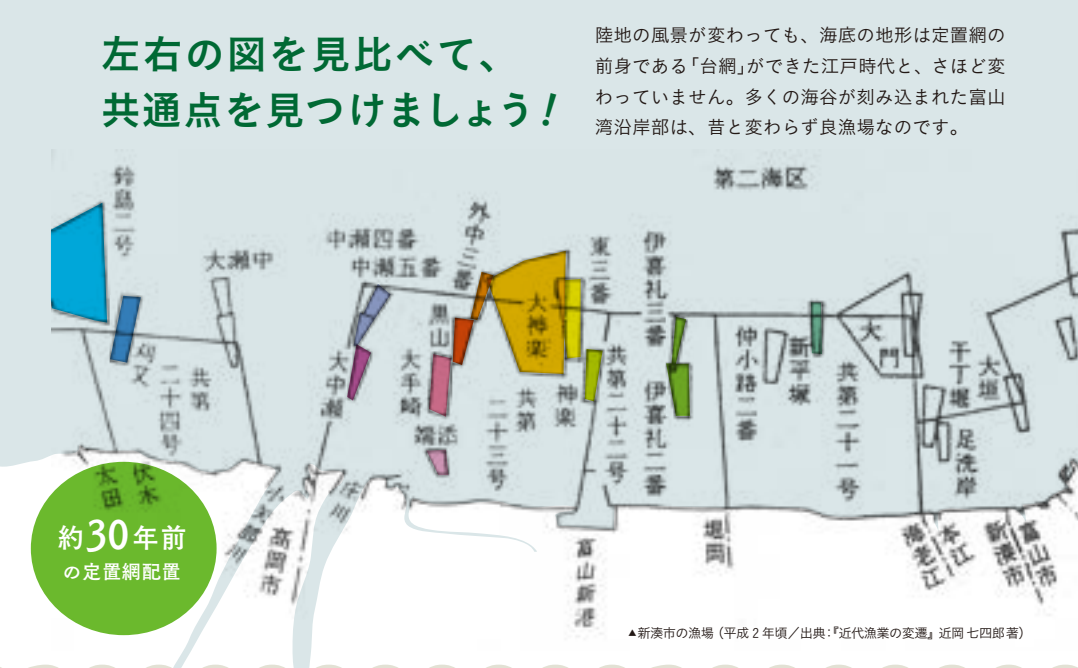 左右の図を見比べて、
共通点を見つけましょう!
陸地の風景が変わっても、海底の地形は定置網の
前身である「台網」ができた江戸時代と、さほど変
わっていません。多くの海谷が刻み込まれた富山
湾沿岸部は、昔と変わらず良漁場なのです。
第二海区
鈴島二号
大瀬中
中瀬四番
中瀬五番
外中三番
東三番
伊喜礼三番
刈又
共第
二十四号
大中瀬
黒山
大手崎
端添
大神楽
神楽
共第
二十三号
共第二十二号
伊喜礼二番
仲小路二番
新平塚
大門
共第二十一号
干丁堀
大垣
足洗岸
太田
伏木
小矢部川
高岡市
庄川
富山新港
堀岡
海老江
本江
新湊市
富山市
約30年前
の定置網配置
▲新湊市の漁場(平成2年頃/出典:『近代漁業の変遷』近岡七四郎著)